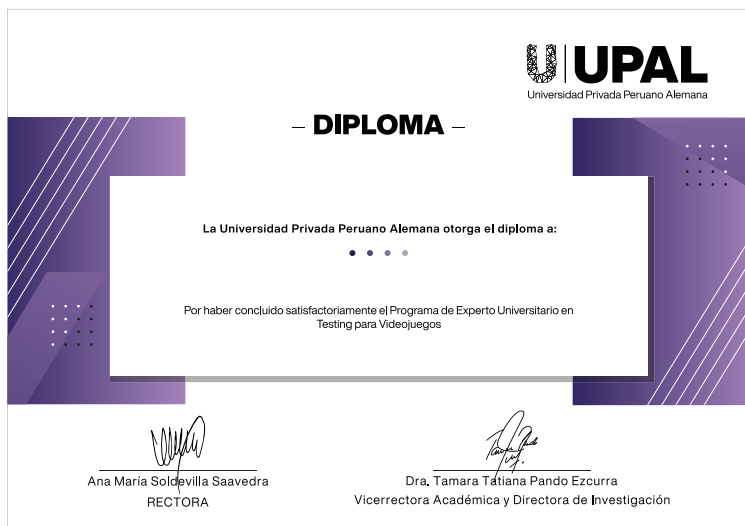 UPAL
Universidad Privada Peruano Alemana
– DIPLOMA –
La Universidad Privada Peruano Alemana otorga el diploma a:
Por haber concluido satisfactoriamente el Programa de Experto Universitario en
Testing para Videojuegos
Ana María Soldevilla Saavedra
RECTORA
Dra. Tamara Tatiana Pando Ezcurra
Vicerrectora Académica y Directora de Investigación